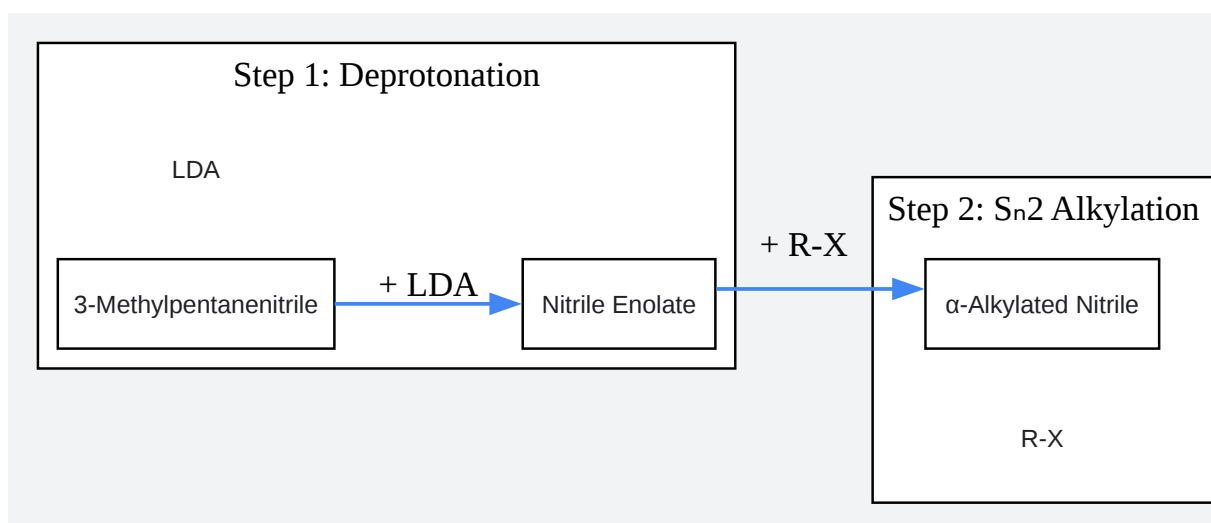 Step 1: Deprotonation
LDA
3-Methylpentanenitrile
+ LDA
Nitrile Enolate
+ R-X
Step 2: Sₙ2 Alkylation
α-Alkylated Nitrile
R-X